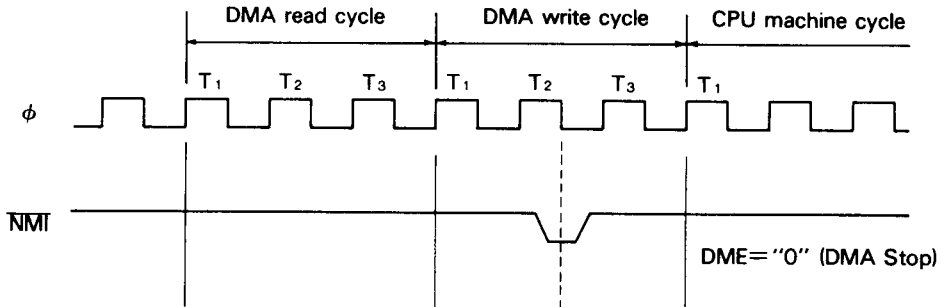 DMA read cycle DMA write cycle CPU machine cycle
T₁ T₂ T₃ T₁ T₂ T₃ T₁
φ
N̅M̅I̅
DME="0" (DMA Stop)